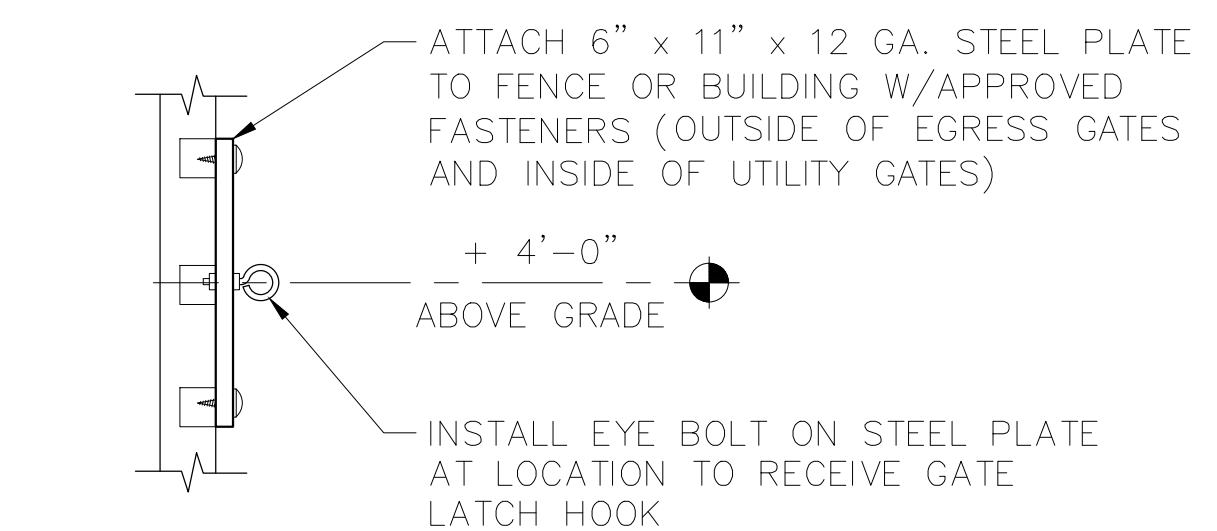 ATTACH 6" x 11" x 12 GA. STEEL PLATE
TO FENCE OR BUILDING W/APPROVED
FASTENERS (OUTSIDE OF EGRESS GATES
AND INSIDE OF UTILITY GATES)
+ 4'-0"
ABOVE GRADE
INSTALL EYE BOLT ON STEEL PLATE
AT LOCATION TO RECEIVE GATE
LATCH HOOK